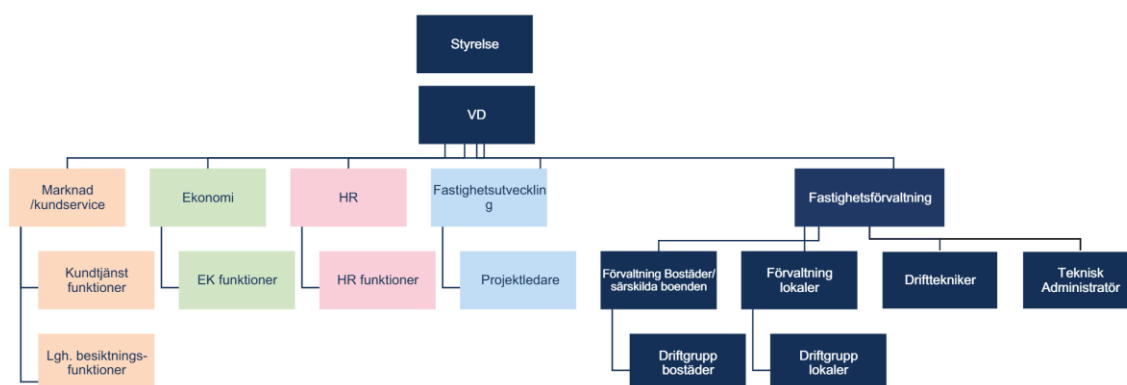 Styrelse
VD
Marknad
/kundservice
Ekonomi
HR
Fastighetsutvecklin
g
Fastighetsförvaltning
Kundtjänst
funktioner
EK funktioner
HR funktioner
Projektledare
Förvaltning Bostäder/
särskilda boenden
Förvaltning
lokaler
Drifttekniker
Teknisk
Administratör
Lgh. besiktnings-
funktioner
Driftgrupp
bostäder
Driftgrupp
lokaler